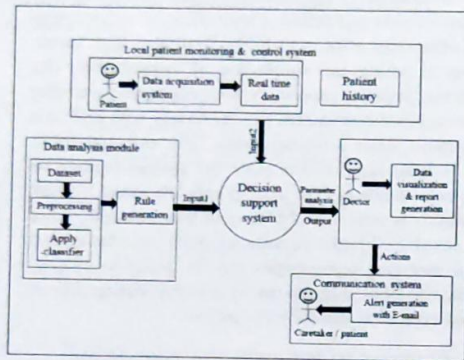 Local patient monitoring & control system
Data acquisition
system
Real time
data
Patient
history
Patient
Data analysis module
Input2
Dataset
Preprocessing
Apply
classifier
Rule
generation
Input1
Decision
support
system
Parameter
analysis
Output
Doctor
Data
visualization
& report
generation
Actions
Communication system
Alert generation
with E-mail
Caretaker / patient